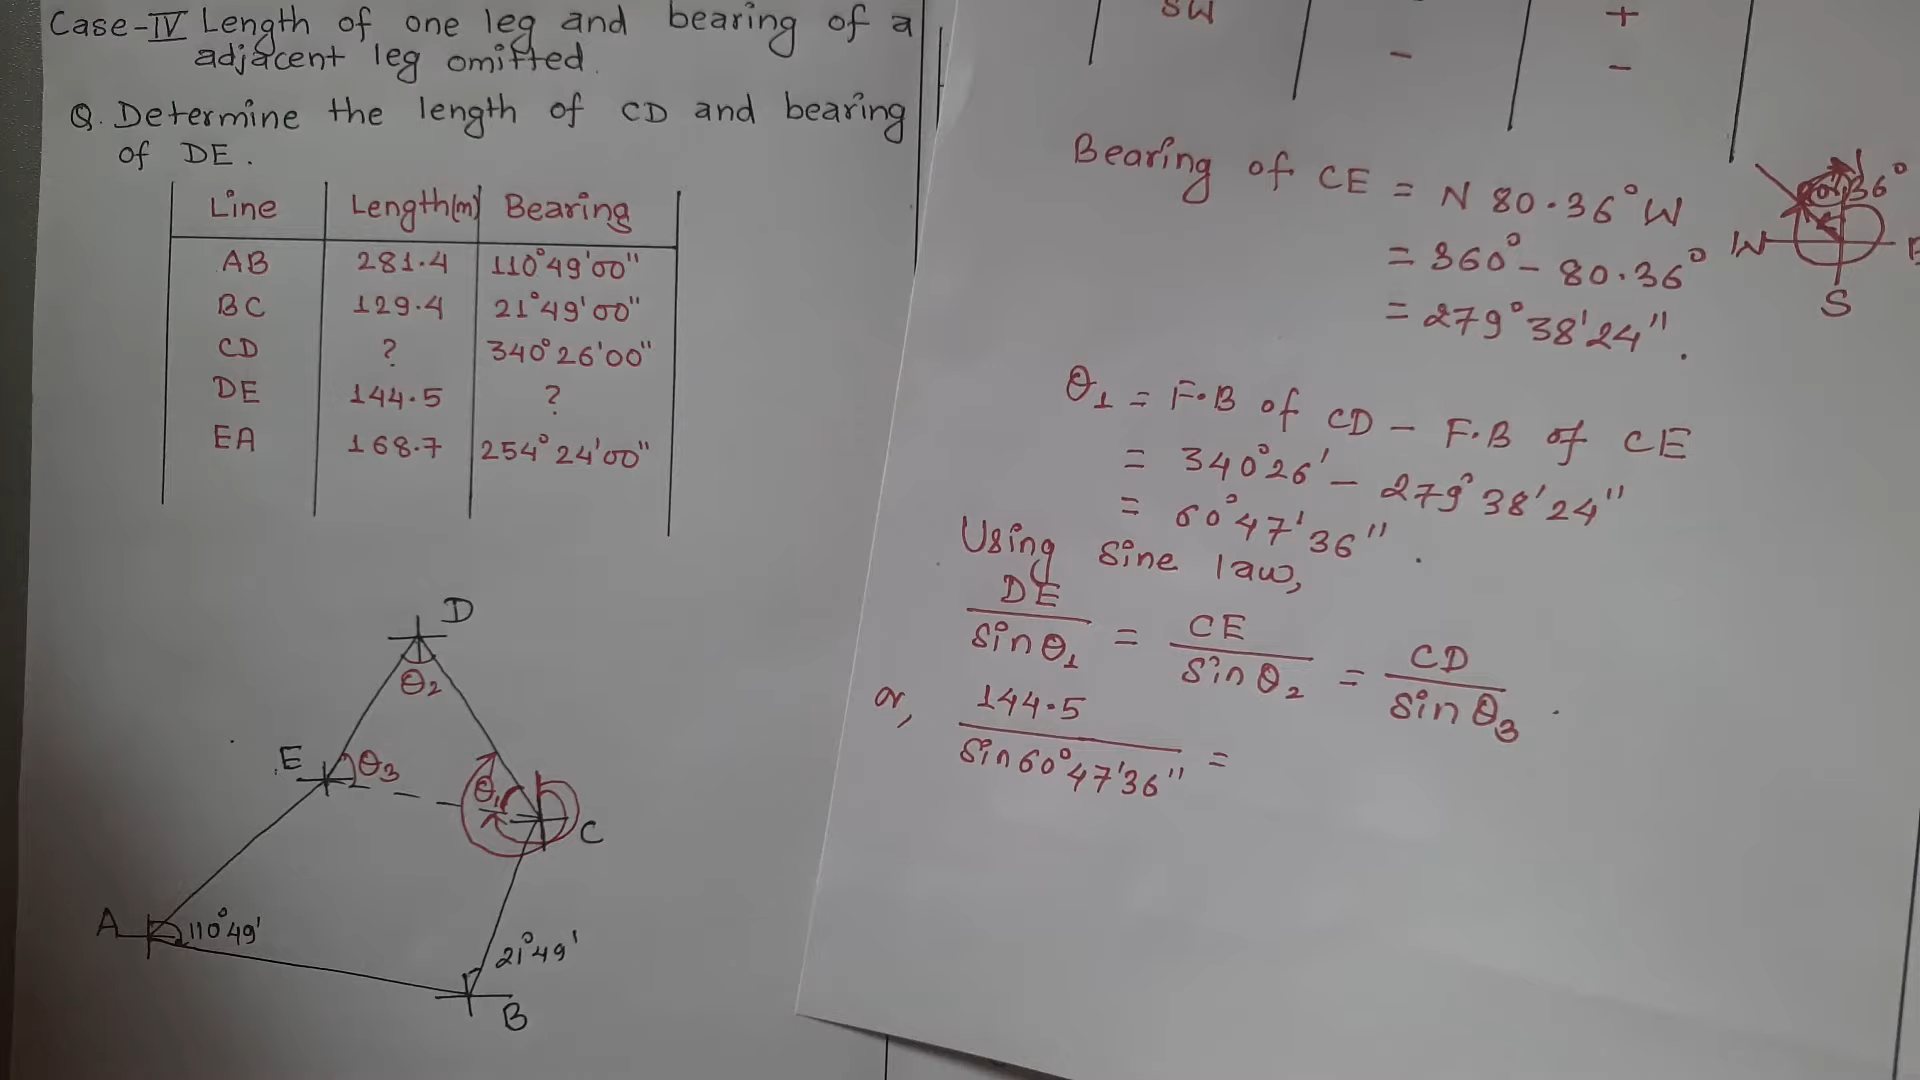 Case-IV Length of one leg and bearing of a
adjacent leg omitted.
Q. Determine the length of CD and bearing
of DE.
Line Length(m) Bearing
AB 281.4 110°49'00"
BC 129.4 21°49'00"
CD ? 340°26'00"
DE 144.5 ?
EA 168.7 254°24'00"
D
θ2
E θ3
θ1
C
A 110°49'
21°49'
B
SW - +
-
Bearing of CE = N 80.36° W
= 360° - 80.36°
= 279°38'24".
80.36°
W
S
θ1 = F.B of CD - F.B of CE
= 340°26' - 279°38'24"
= 60°47'36".
Using Sine law,
DE/sinθ1 = CE/sinθ2 = CD/sinθ3.
or, 144.5/sin60°47'36" =